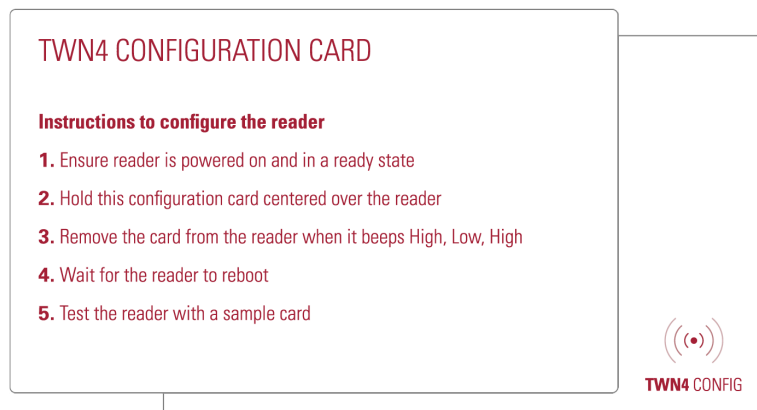 TWN4 CONFIGURATION CARD
Instructions to configure the reader
1. Ensure reader is powered on and in a ready state
2. Hold this configuration card centered over the reader
3. Remove the card from the reader when it beeps High, Low, High
4. Wait for the reader to reboot
5. Test the reader with a sample card
TWN4 CONFIG